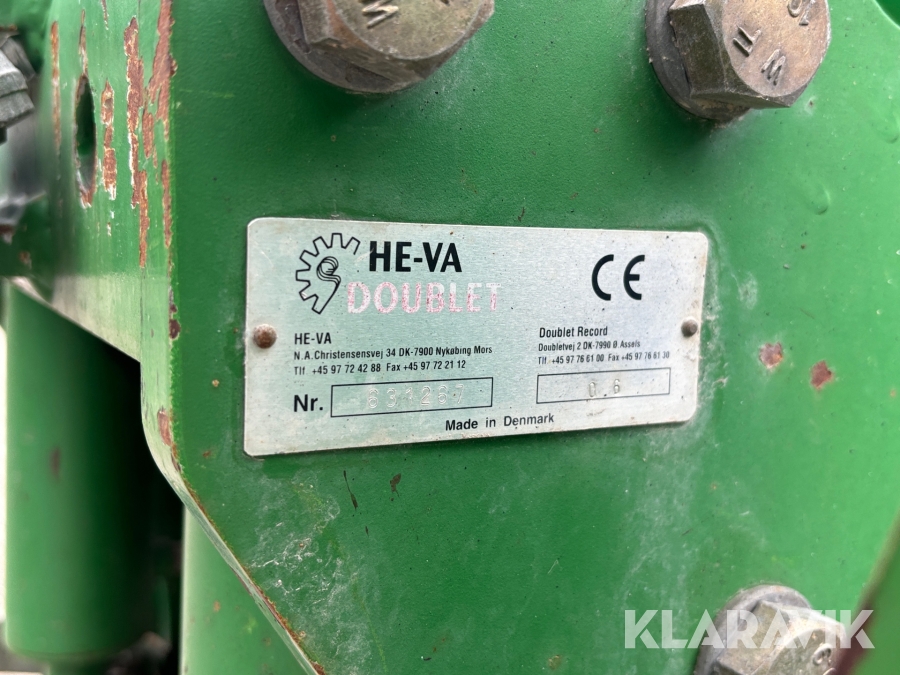 HE-VA
DOUBLET
CE
HE-VA
N.A.Christensensvej 34 DK-7900 Nykøbing Mors
Tlf +45 97 72 42 88 Fax +45 97 72 21 12
Doublet Record
Doubletvej 2 DK-7990 Ø Assels
Tlf +45 97 76 61 00 Fax +45 97 76 61 30
Nr.
06
Made in Denmark
KLARAVIK